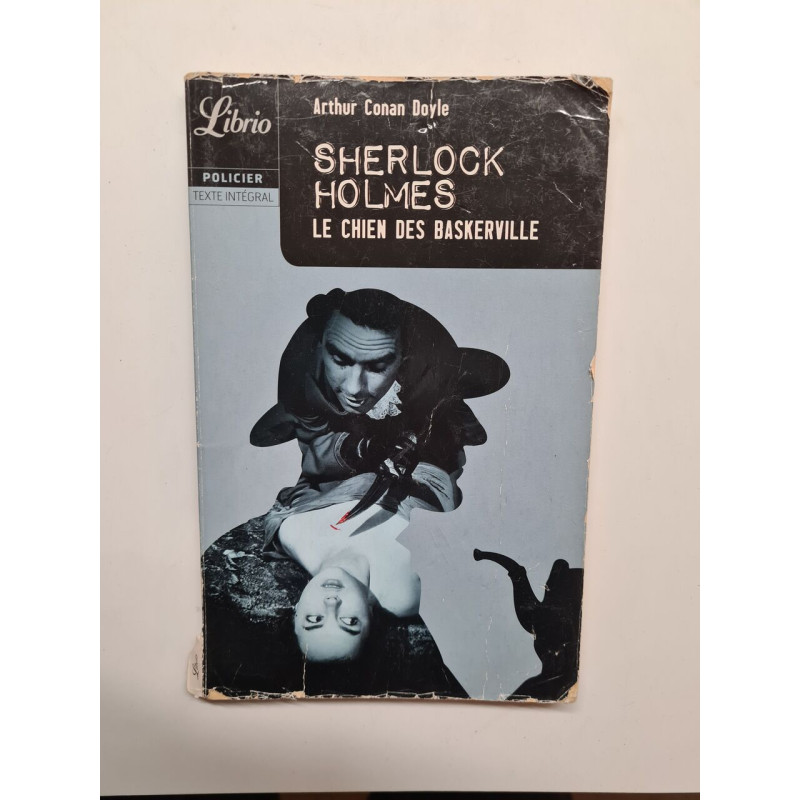 Librio
POLICIER
TEXTE INTÉGRAL
Arthur Conan Doyle
SHERLOCK
HOLMES
LE CHIEN DES BASKERVILLE